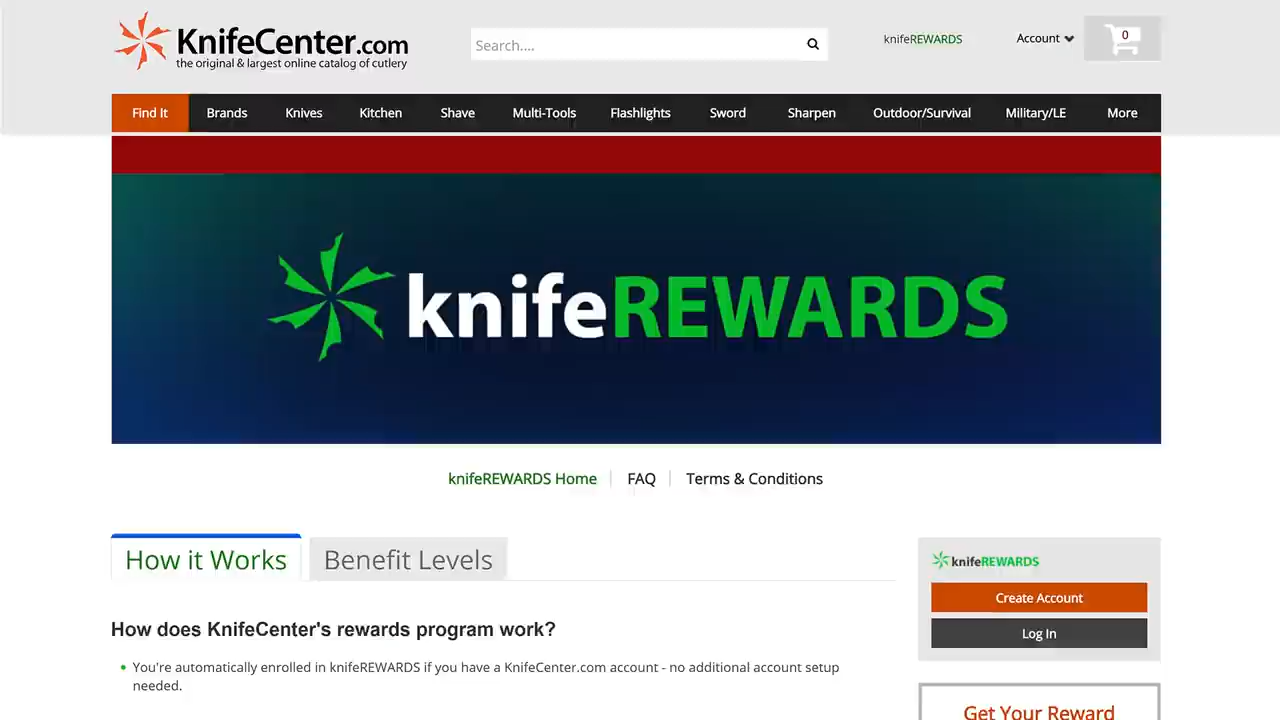 KnifeCenter.com
the original & largest online catalog of cutlery
Search....
knifeREWARDS
Account
0
Find It Brands Knives Kitchen Shave Multi-Tools Flashlights Sword Sharpen Outdoor/Survival Military/LE More
knifeREWARDS
knifeREWARDS Home FAQ Terms & Conditions
How it Works Benefit Levels
How does KnifeCenter's rewards program work?
You're automatically enrolled in knifeREWARDS if you have a KnifeCenter.com account - no additional account setup
needed.
knifeREWARDS
Create Account
Log In
Get Your Reward